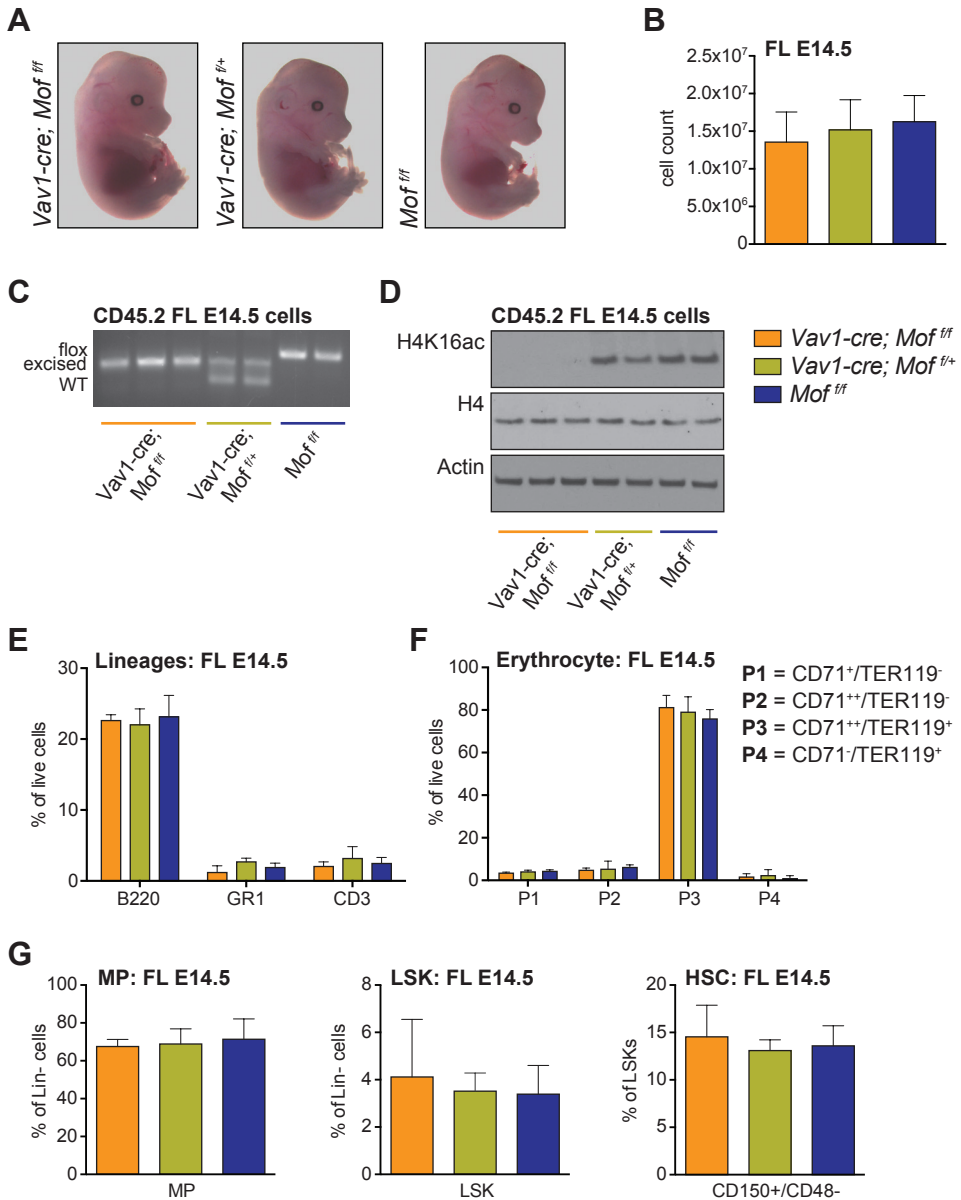 A
Vav1-cre; Mof f/f
Vav1-cre; Mof f/+
Mof f/f
B
FL E14.5
2.5x10⁷
2.0x10⁷
1.5x10⁷
1.0x10⁷
5.0x10⁶
0
cell count
C
CD45.2 FL E14.5 cells
flox
excised
WT
Vav1-cre;
Mof f/f
Vav1-cre;
Mof f/+
Mof f/f
D
CD45.2 FL E14.5 cells
H4K16ac
H4
Actin
Vav1-cre;
Mof f/f
Vav1-cre;
Mof f/+
Mof f/f
Vav1-cre; Mof f/f
Vav1-cre; Mof f/+
Mof f/f
E
Lineages: FL E14.5
30
20
10
0
% of live cells
B220 GR1 CD3
F
Erythrocyte: FL E14.5
100
80
60
40
20
0
% of live cells
P1 P2 P3 P4
P1 = CD71⁺/TER119⁻
P2 = CD71⁺⁺/TER119⁻
P3 = CD71⁺⁺/TER119⁺
P4 = CD71⁻/TER119⁺
G
MP: FL E14.5
100
80
60
40
20
0
% of Lin- cells
MP
LSK: FL E14.5
8
6
4
2
0
% of Lin- cells
LSK
HSC: FL E14.5
20
15
10
5
0
% of LSKs
CD150+/CD48-